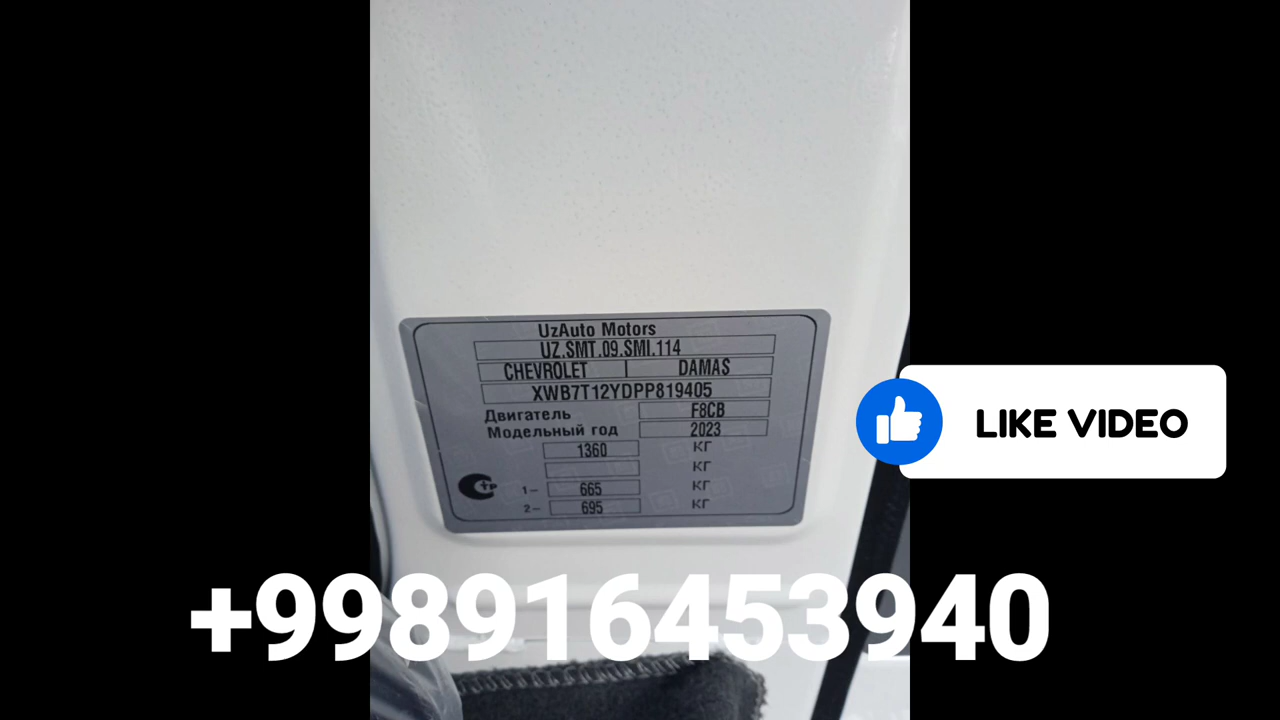 UzAuto Motors
UZ.SMT.09.SMI.114
CHEVROLET DAMAS
XWB7T12YDPP819405
Двигатель F8CB
Модельный год 2023
1360 КГ
КГ
1- 665 КГ
2- 695 КГ
LIKE VIDEO
+998916453940